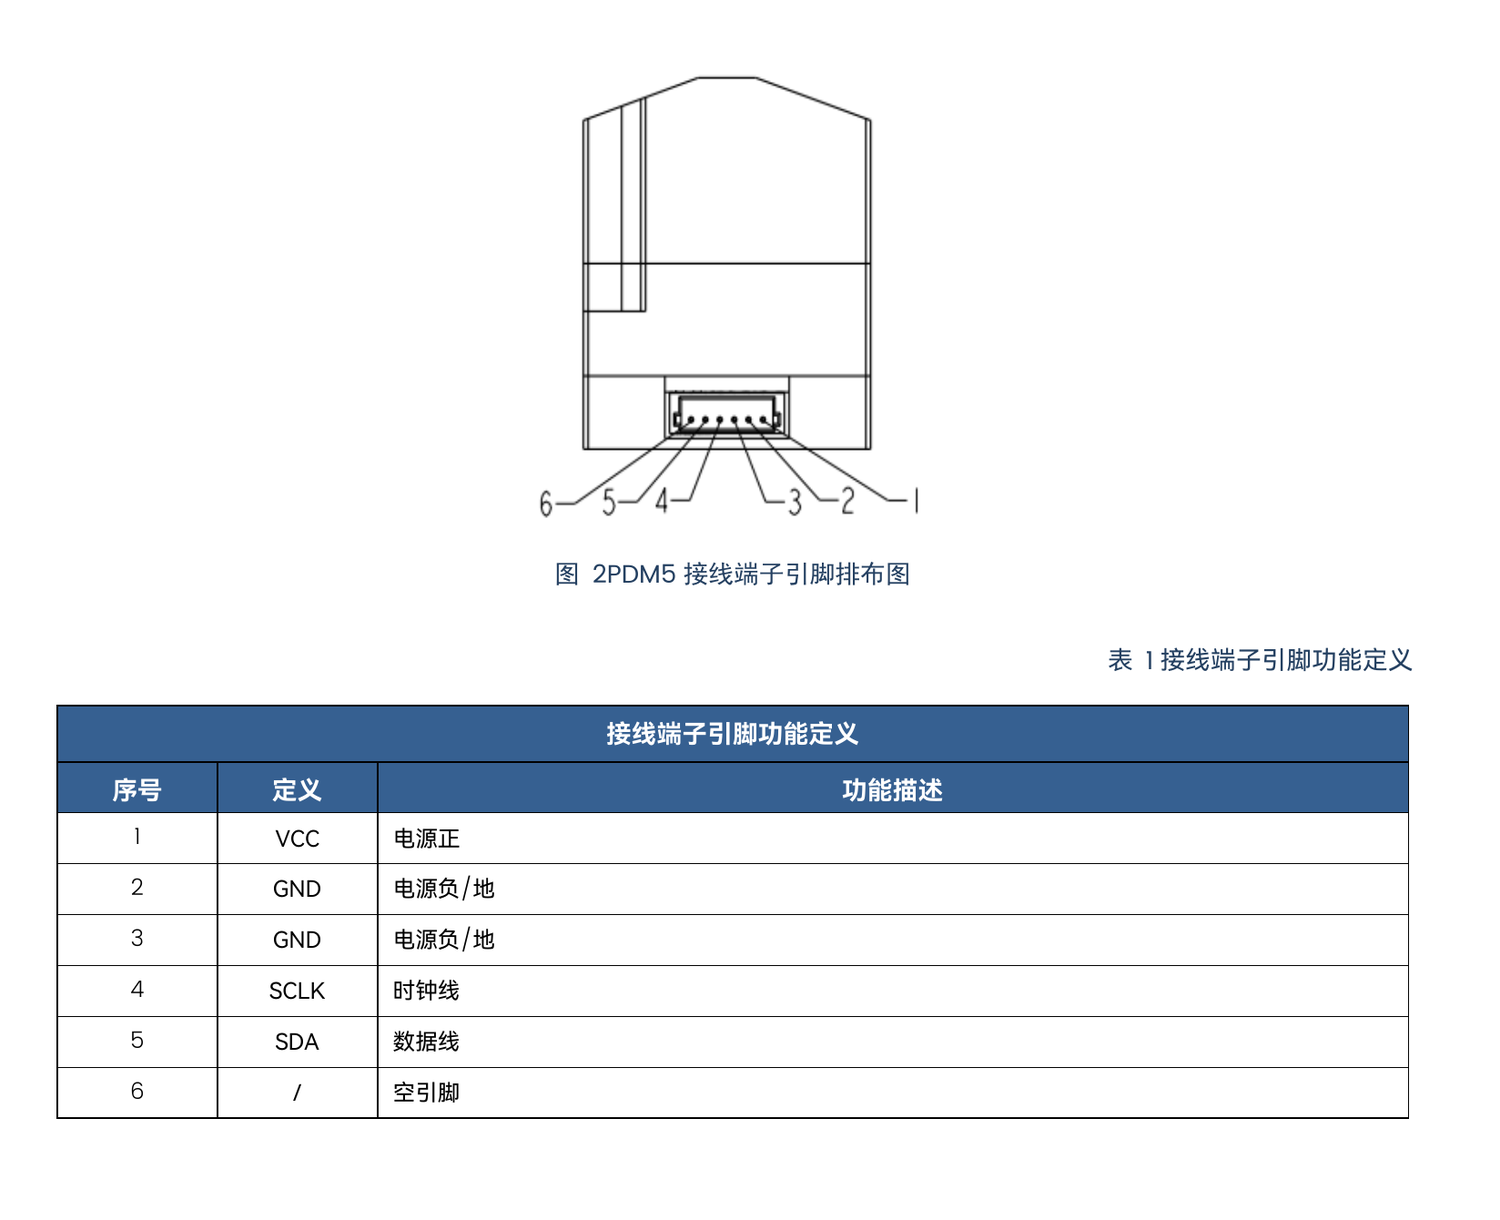 6 5 4 3 2 1
图 2PDM5 接线端子引脚排布图
表 1接线端子引脚功能定义
接线端子引脚功能定义
序号 定义 功能描述
1 VCC 电源正
2 GND 电源负/地
3 GND 电源负/地
4 SCLK 时钟线
5 SDA 数据线
6 / 空引脚